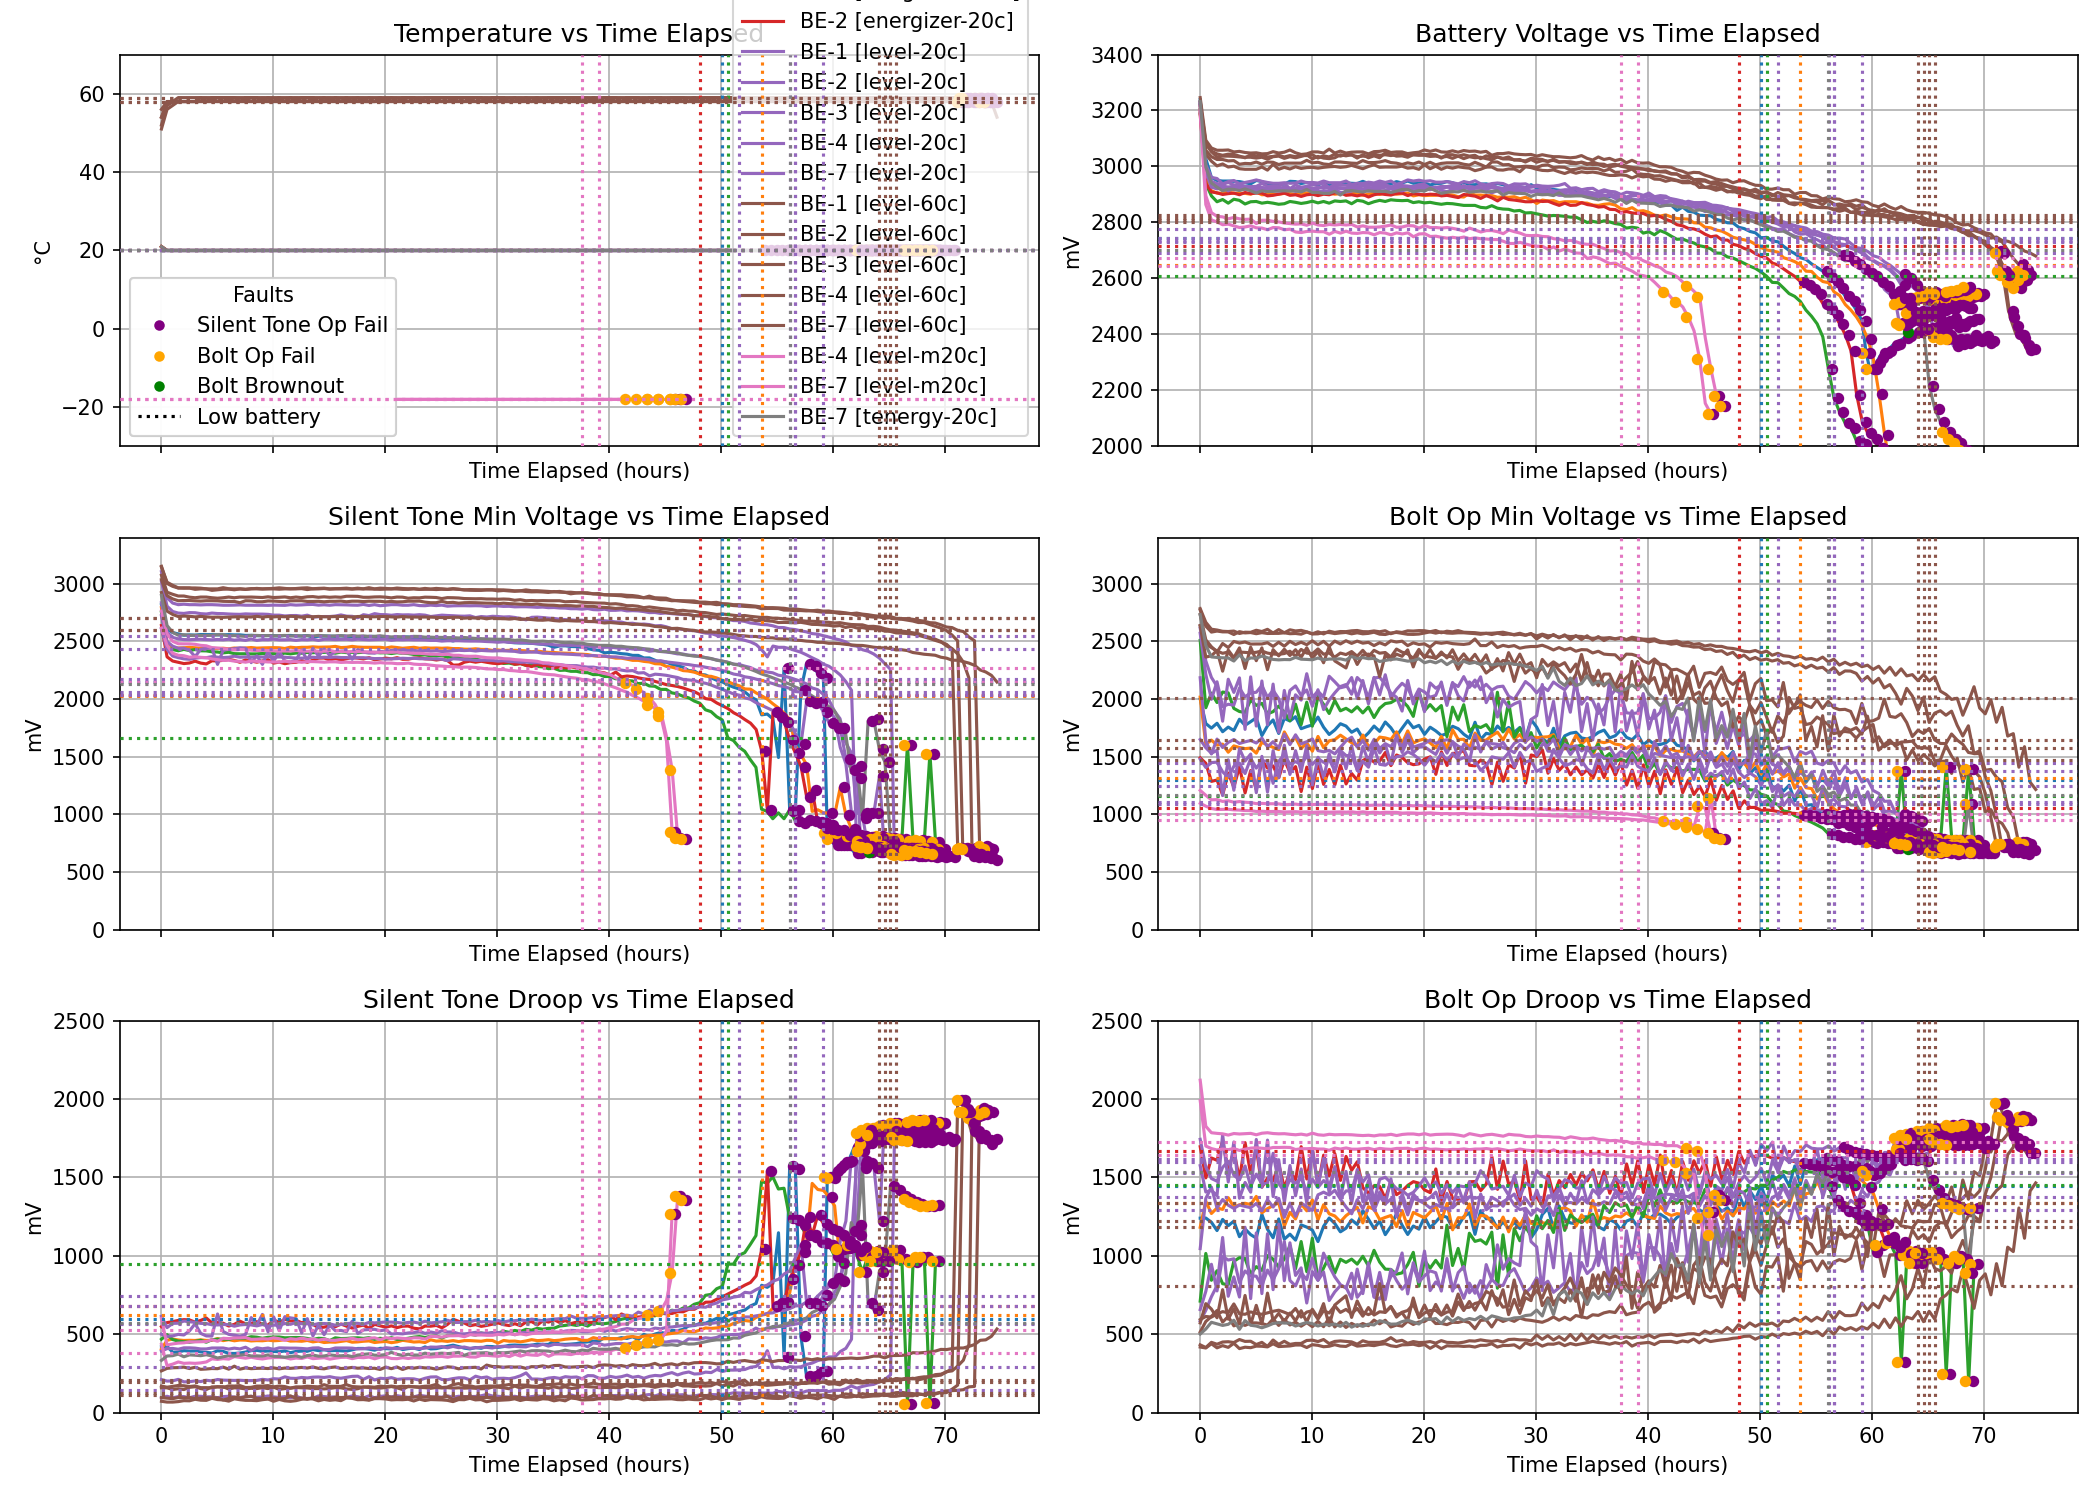 Temperature vs Time Elapsed
BE-2 [energizer-20c]
BE-1 [level-20c]
BE-2 [level-20c]
BE-3 [level-20c]
BE-4 [level-20c]
BE-7 [level-20c]
BE-1 [level-60c]
BE-2 [level-60c]
BE-3 [level-60c]
BE-4 [level-60c]
BE-7 [level-60c]
BE-4 [level-m20c]
BE-7 [level-m20c]
BE-7 [tenergy-20c]
60
40
20
0
−20
°C
Faults
Silent Tone Op Fail
Bolt Op Fail
Bolt Brownout
Low battery
Time Elapsed (hours)
Battery Voltage vs Time Elapsed
3400
3200
3000
2800
2600
2400
2200
2000
mV
Time Elapsed (hours)
Silent Tone Min Voltage vs Time Elapsed
3000
2500
2000
1500
1000
500
0
mV
Time Elapsed (hours)
Bolt Op Min Voltage vs Time Elapsed
3000
2500
2000
1500
1000
500
0
mV
Time Elapsed (hours)
Silent Tone Droop vs Time Elapsed
2500
2000
1500
1000
500
0
mV
0 10 20 30 40 50 60 70
Time Elapsed (hours)
Bolt Op Droop vs Time Elapsed
2500
2000
1500
1000
500
0
mV
0 10 20 30 40 50 60 70
Time Elapsed (hours)